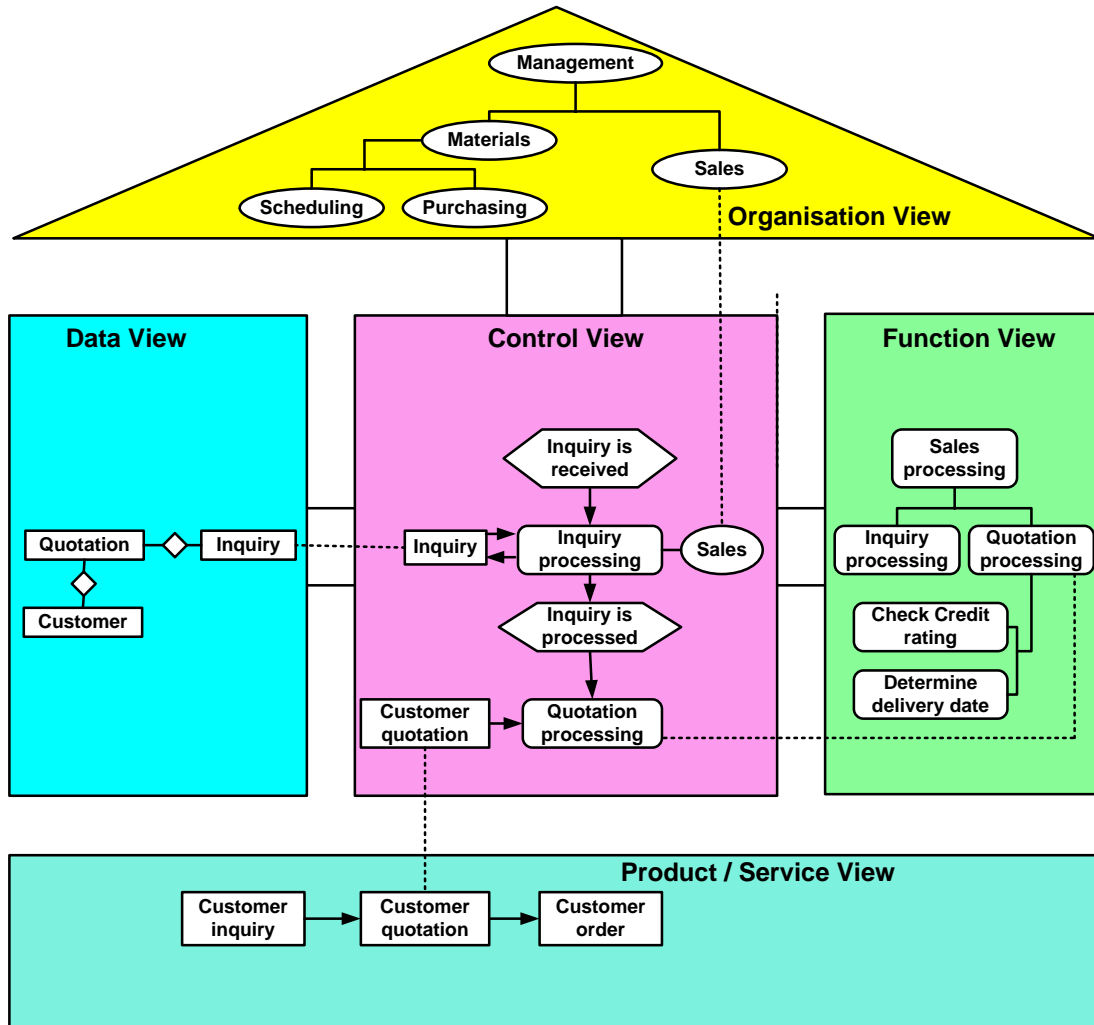 Management
Materials
Sales
Scheduling
Purchasing
Organisation View
Data View
Quotation
Inquiry
Customer
Control View
Inquiry is
received
Inquiry
Inquiry
processing
Sales
Inquiry is
processed
Customer
quotation
Quotation
processing
Function View
Sales
processing
Inquiry
processing
Quotation
processing
Check Credit
rating
Determine
delivery date
Product / Service View
Customer
inquiry
Customer
quotation
Customer
order